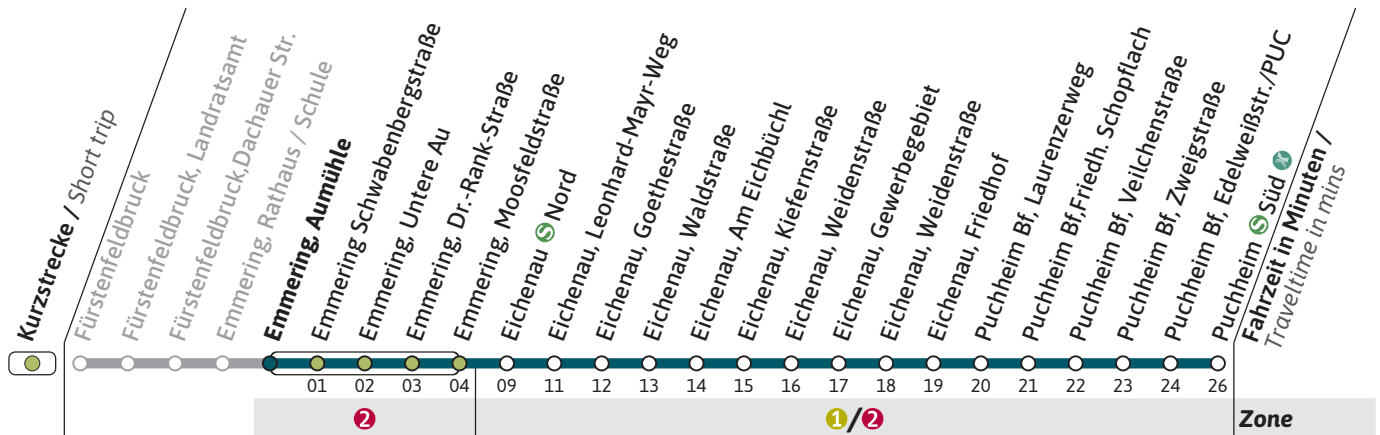 Kurzstrecke / Short trip
Fürstenfeldbruck
Fürstenfeldbruck, Landratsamt
Fürstenfeldbruck,Dachauer Str.
Emmering, Rathaus / Schule
Emmering, Aumühle
Emmering Schwabenbergstraße
Emmering, Untere Au
Emmering, Dr.-Rank-Straße
Emmering, Moosfeldstraße
Eichenau S Nord
Eichenau, Leonhard-Mayr-Weg
Eichenau, Goethestraße
Eichenau, Waldstraße
Eichenau, Am Eichbüchl
Eichenau, Kiefernstraße
Eichenau, Weidenstraße
Eichenau, Gewerbegebiet
Eichenau, Weidenstraße
Eichenau, Friedhof
Puchheim Bf, Laurenzerweg
Puchheim Bf,Friedh. Schopflach
Puchheim Bf, Veilchenstraße
Puchheim Bf, Zweigstraße
Puchheim Bf, Edelweißstr./PUC
Puchheim S Süd X
Fahrzeit in Minuten /
Traveltime in mins
01 02 03 04 09 11 12 13 14 15 16 17 18 19 20 21 22 23 24 26
2 1/2 Zone